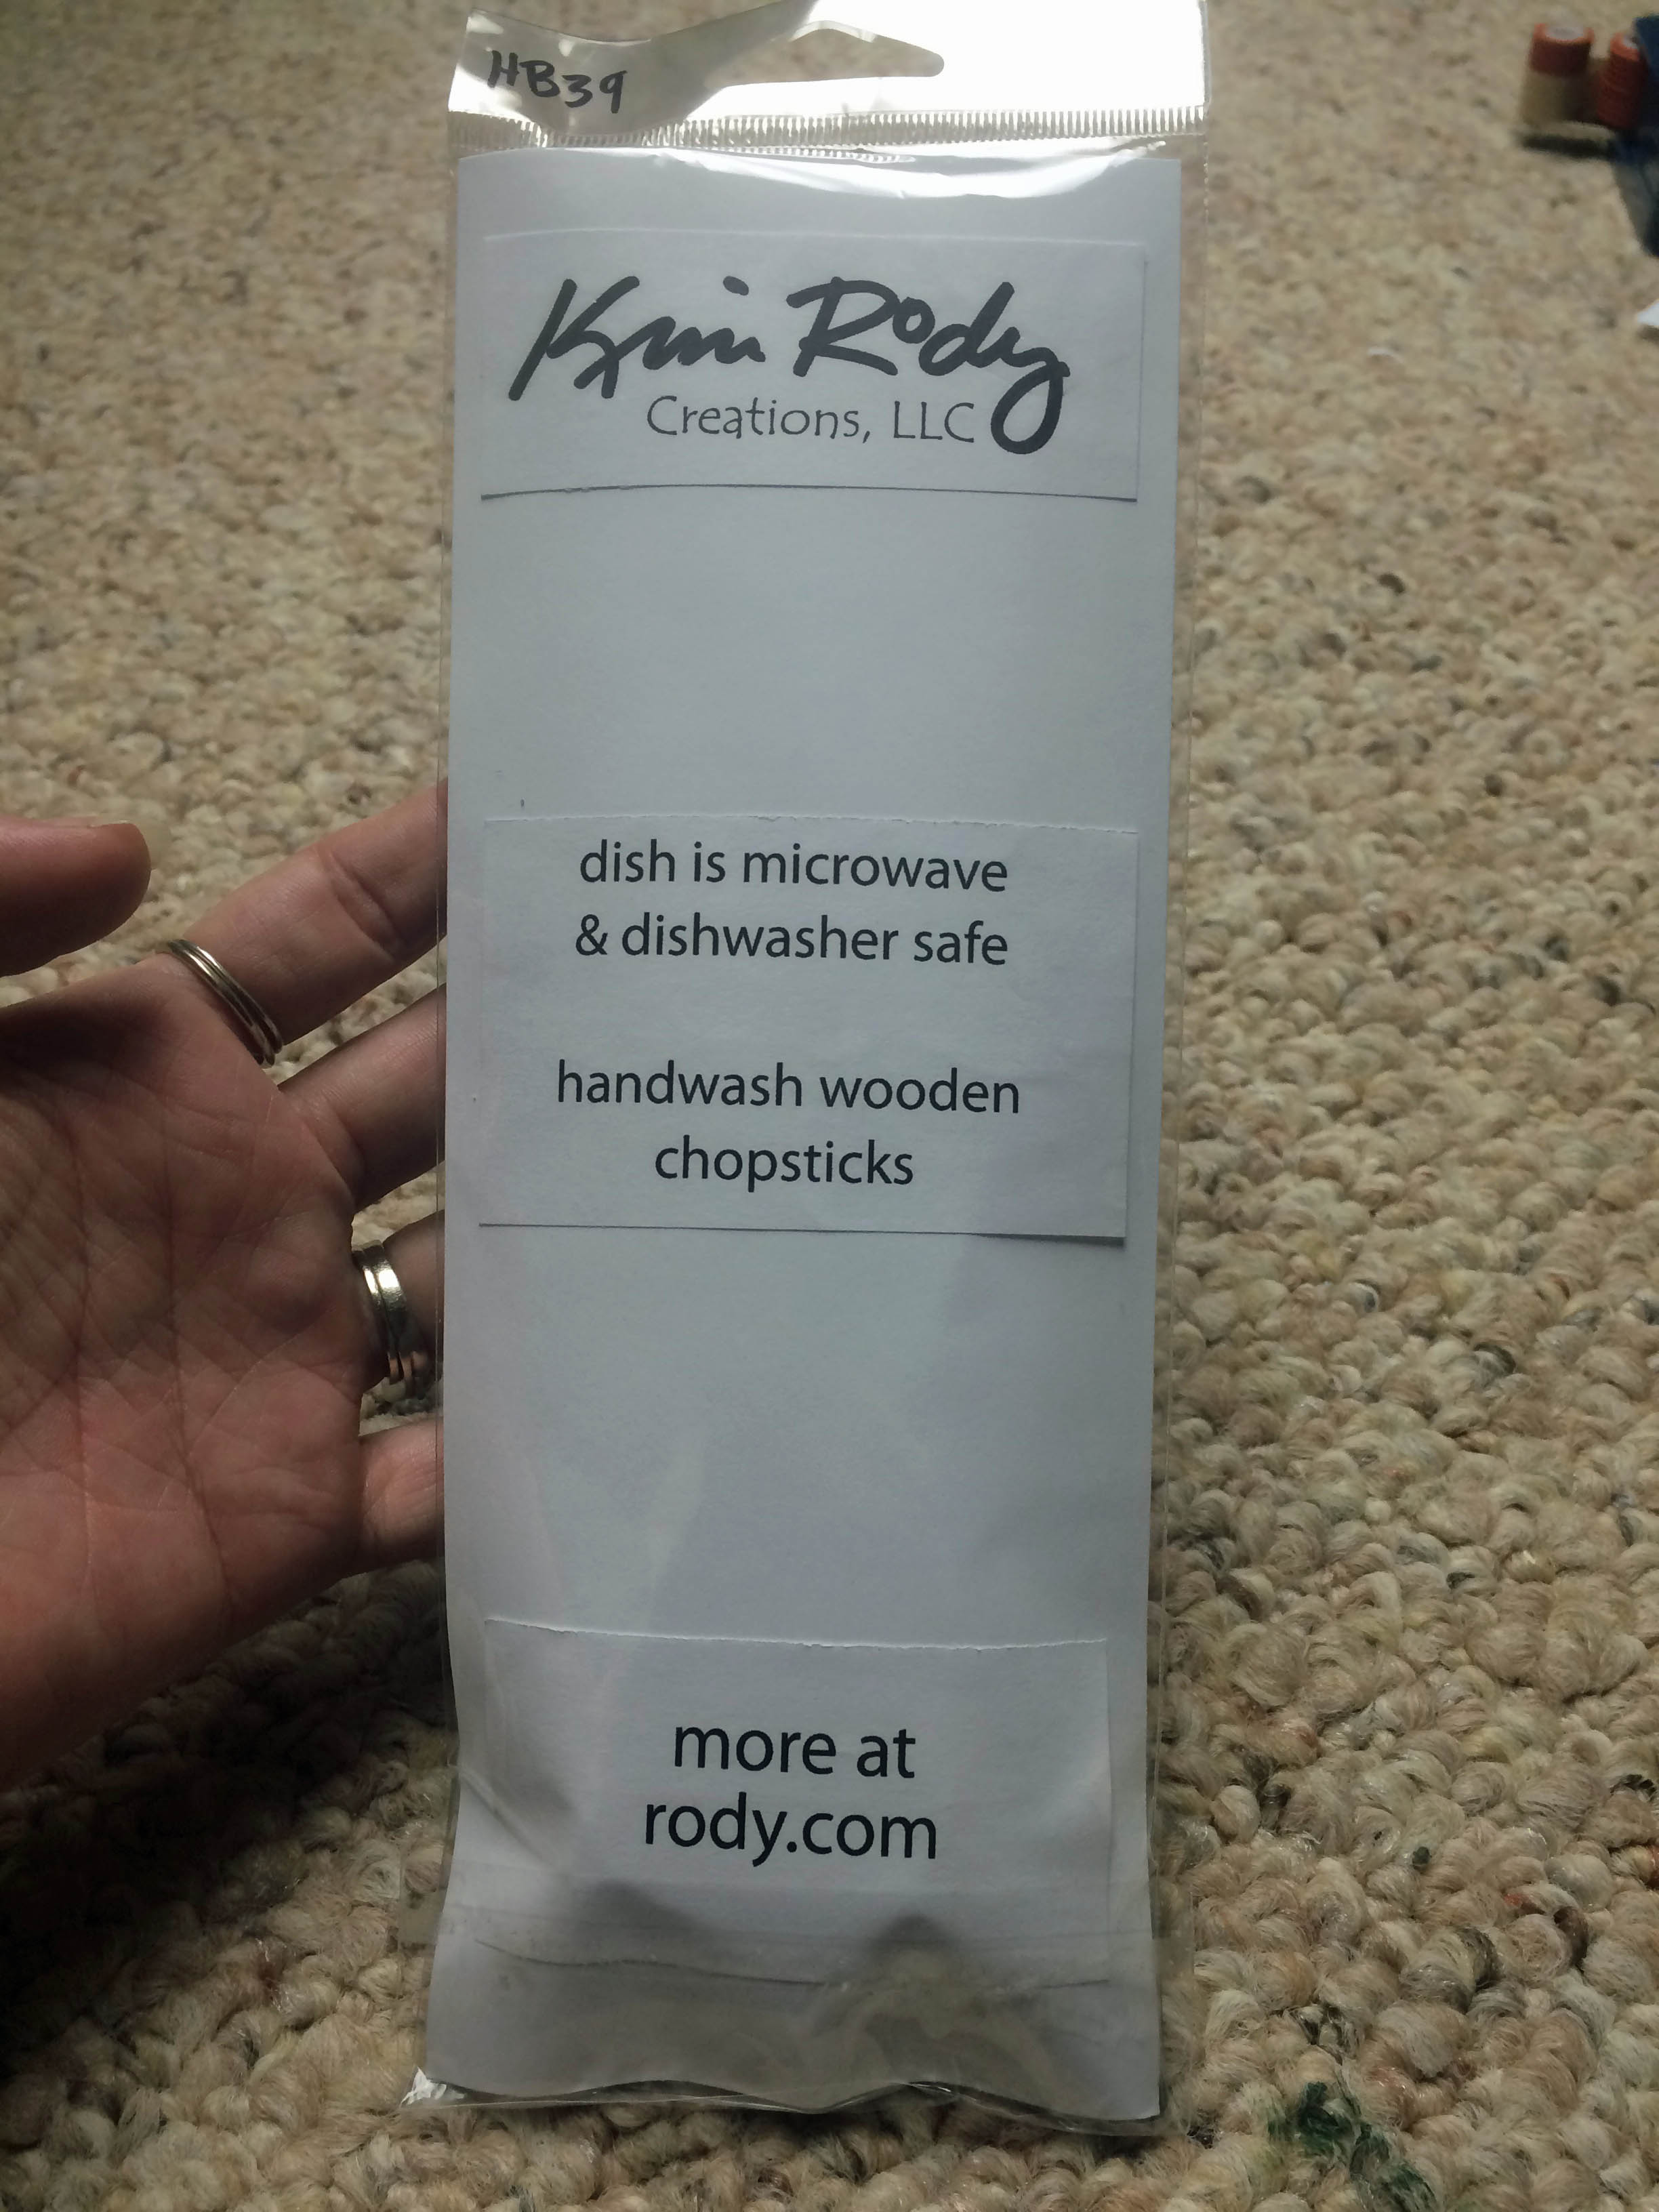 HB39
Kim Rody
Creations, LLC
dish is microwave
& dishwasher safe
handwash wooden
chopsticks
more at
rody.com